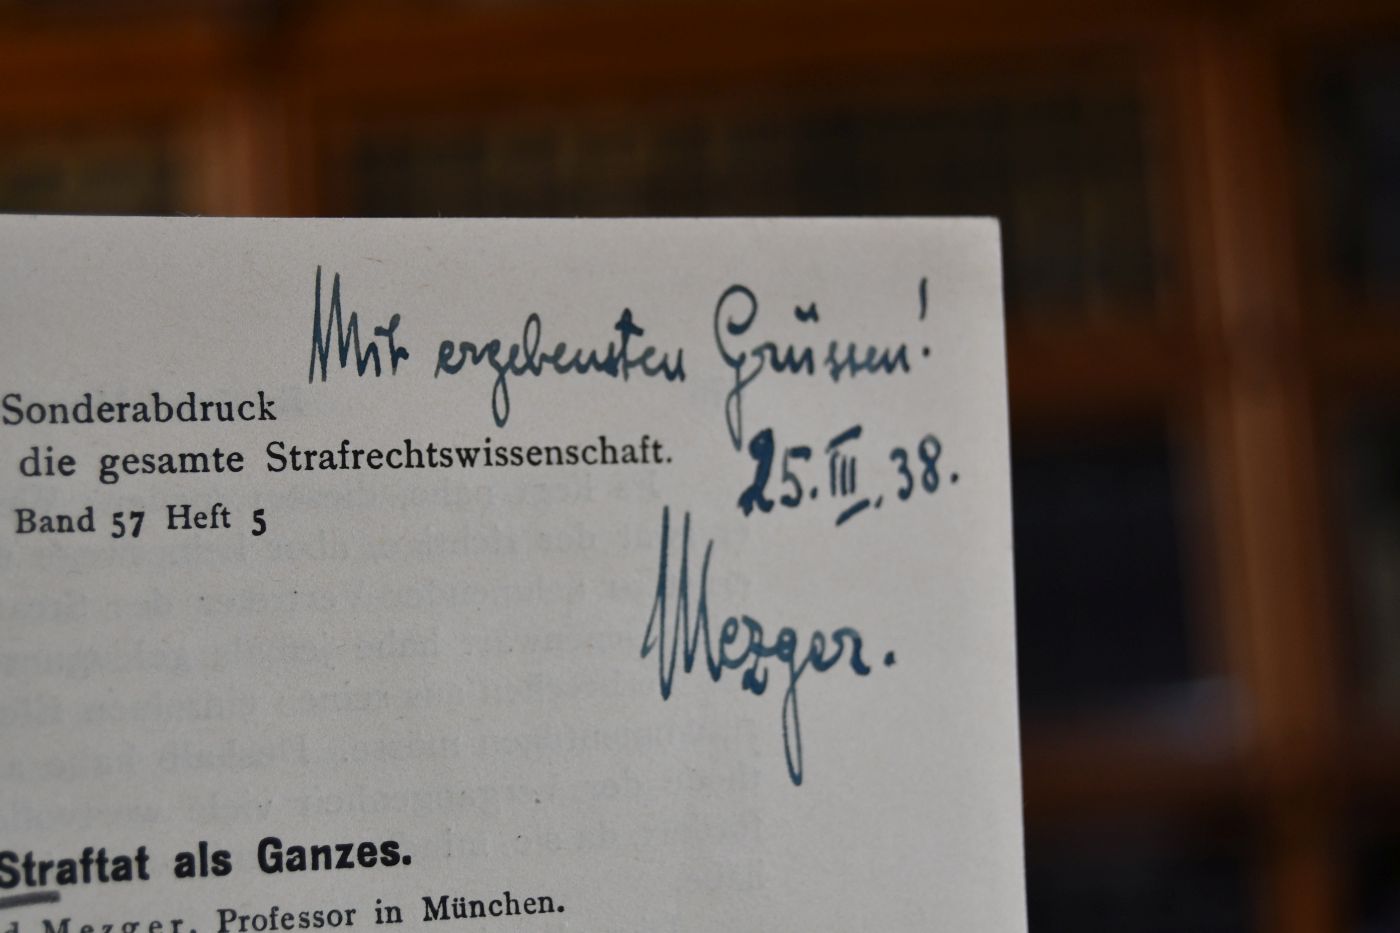 Mit ergebensten Grüssen!
Sonderabdruck
die gesamte Strafrechtswissenschaft.
25. III. 38.
Band 57 Heft 5
Mezger.
Straftat als Ganzes.
d Mezger, Professor in München.